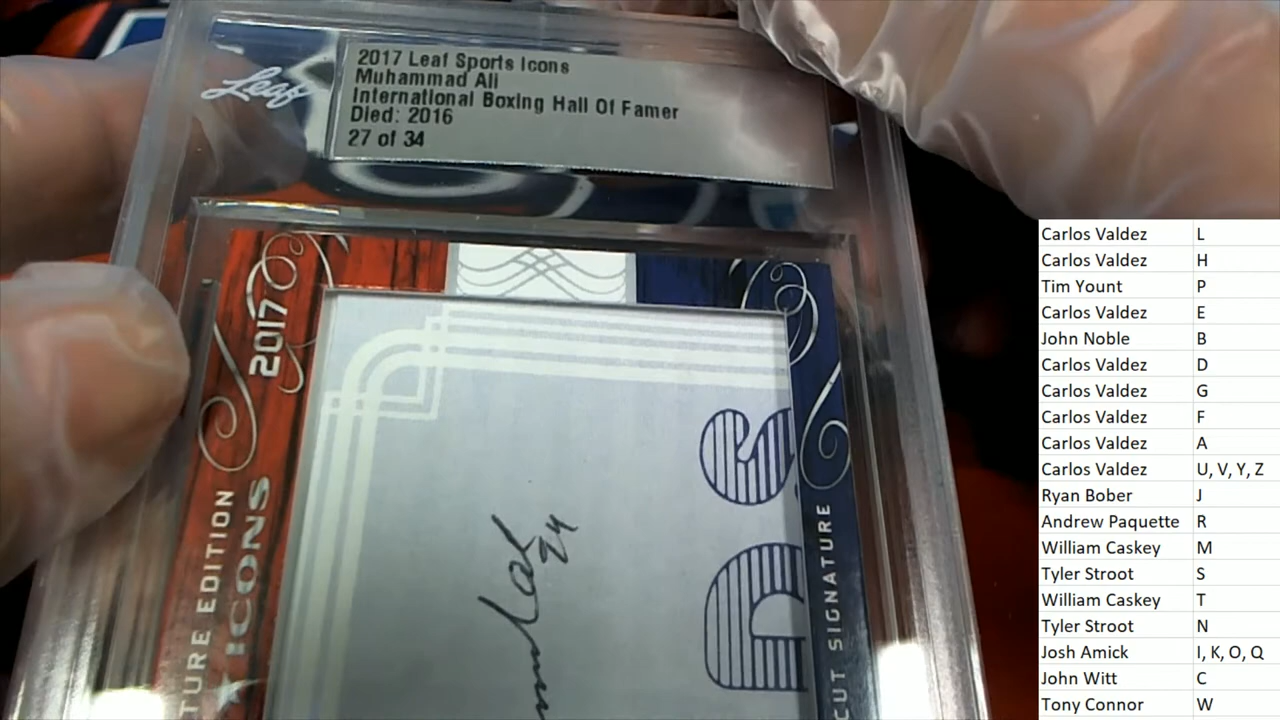 Leaf
2017 Leaf Sports Icons
Muhammad Ali
International Boxing Hall Of Famer
Died: 2016
27 of 34
2017
TURE EDITION
ICONS
CUT SIGNATURE
Carlos Valdez L
Carlos Valdez H
Tim Yount P
Carlos Valdez E
John Noble B
Carlos Valdez D
Carlos Valdez G
Carlos Valdez F
Carlos Valdez A
Carlos Valdez U, V, Y, Z
Ryan Bober J
Andrew Paquette R
William Caskey M
Tyler Stroot S
William Caskey T
Tyler Stroot N
Josh Amick I, K, O, Q
John Witt C
Tony Connor W